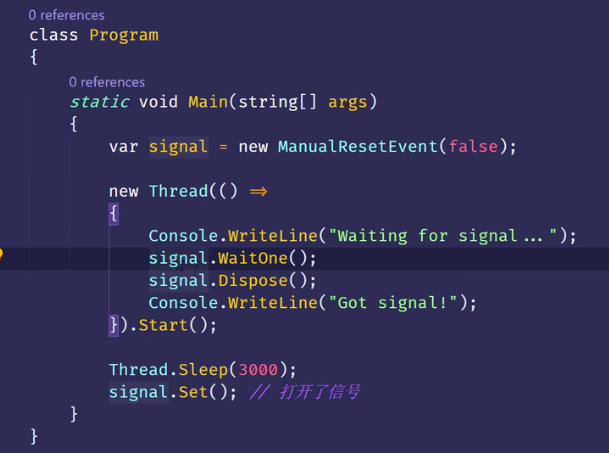 0 references
class Program
{
0 references
static void Main(string[] args)
{
var signal = new ManualResetEvent(false);
new Thread(() =>
{
Console.WriteLine("Waiting for signal...");
signal.WaitOne();
signal.Dispose();
Console.WriteLine("Got signal!");
}).Start();
Thread.Sleep(3000);
signal.Set(); // 打开了信号
}
}